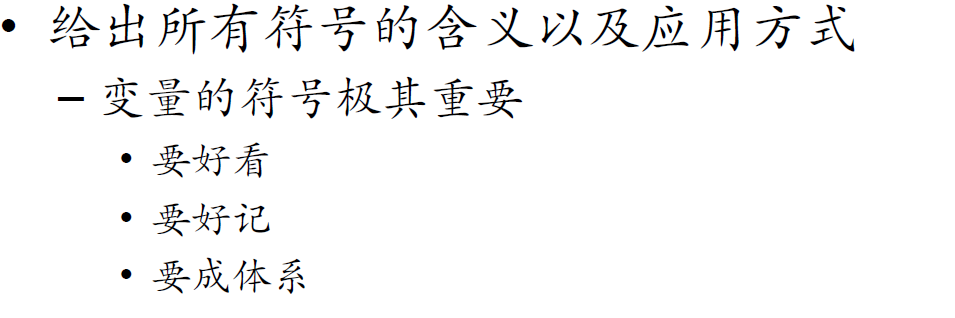 • 给出所有符号的含义以及应用方式
– 变量的符号极其重要
• 要好看
• 要好记
• 要成体系